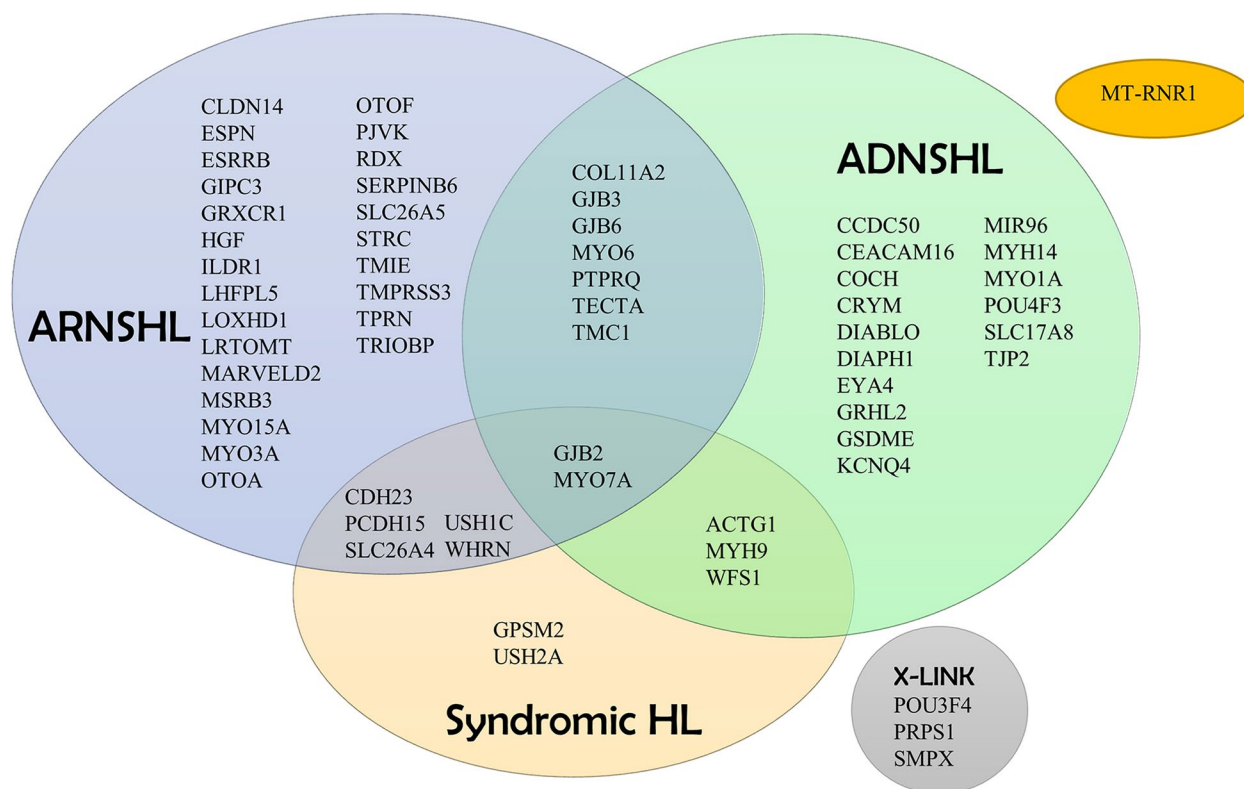 ARNSHL
CLDN14
ESPN
ESRRB
GIPC3
GRXCR1
HGF
ILDR1
LHFPL5
LOXHD1
LRTOMT
MARVELD2
MSRB3
MYO15A
MYO3A
OTOA
OTOF
PJVK
RDX
SERPINB6
SLC26A5
STRC
TMIE
TMPRSS3
TPRN
TRIOBP
COL11A2
GJB3
GJB6
MYO6
PTPRQ
TECTA
TMC1
ADNSHL
CCDC50
CEACAM16
COCH
CRYM
DIABLO
DIAPH1
EYA4
GRHL2
GSDME
KCNQ4
MIR96
MYH14
MYO1A
POU4F3
SLC17A8
TJP2
MT-RNR1
GJB2
MYO7A
CDH23
PCDH15 USH1C
SLC26A4 WHRN
ACTG1
MYH9
WFS1
GPSM2
USH2A
Syndromic HL
X-LINK
POU3F4
PRPS1
SMPX